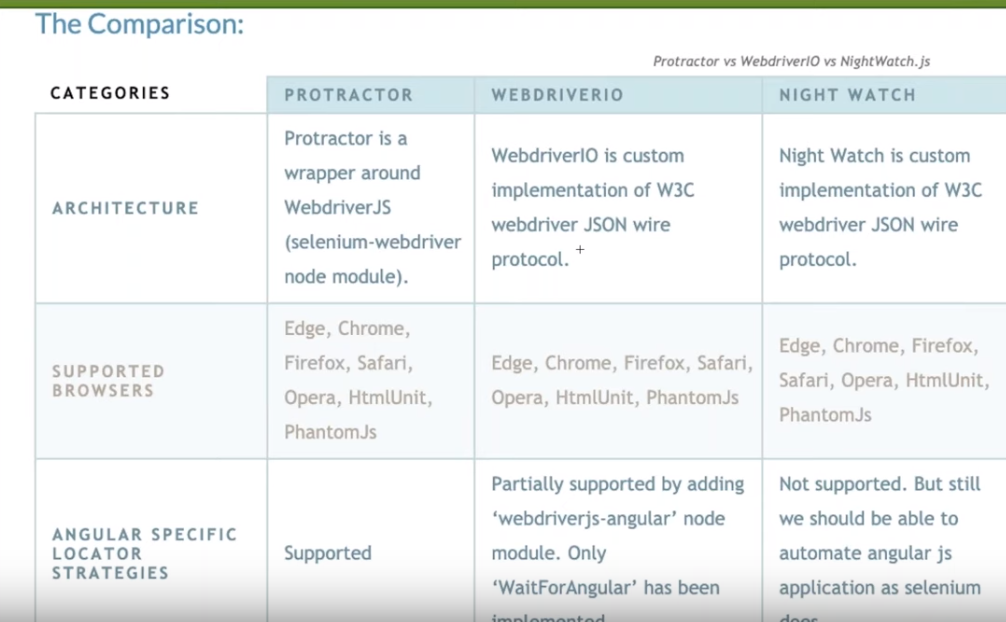 The Comparison:
Protractor vs WebdriverIO vs NightWatch.js
CATEGORIES
PROTRACTOR
WEBDRIVERIO
NIGHT WATCH
ARCHITECTURE
Protractor is a
wrapper around
WebdriverJS
(selenium-webdriver
node module).
WebdriverIO is custom
implementation of W3C
webdriver JSON wire
protocol.
Night Watch is custom
implementation of W3C
webdriver JSON wire
protocol.
SUPPORTED
BROWSERS
Edge, Chrome,
Firefox, Safari,
Opera, HtmlUnit,
PhantomJs
Edge, Chrome, Firefox, Safari,
Opera, HtmlUnit, PhantomJs
Edge, Chrome, Firefox,
Safari, Opera, HtmlUnit,
PhantomJs
ANGULAR SPECIFIC
LOCATOR
STRATEGIES
Supported
Partially supported by adding
‘webdriverjs-angular’ node
module. Only
‘WaitForAngular’ has been
implemented
Not supported. But still
we should be able to
automate angular js
application as selenium
does